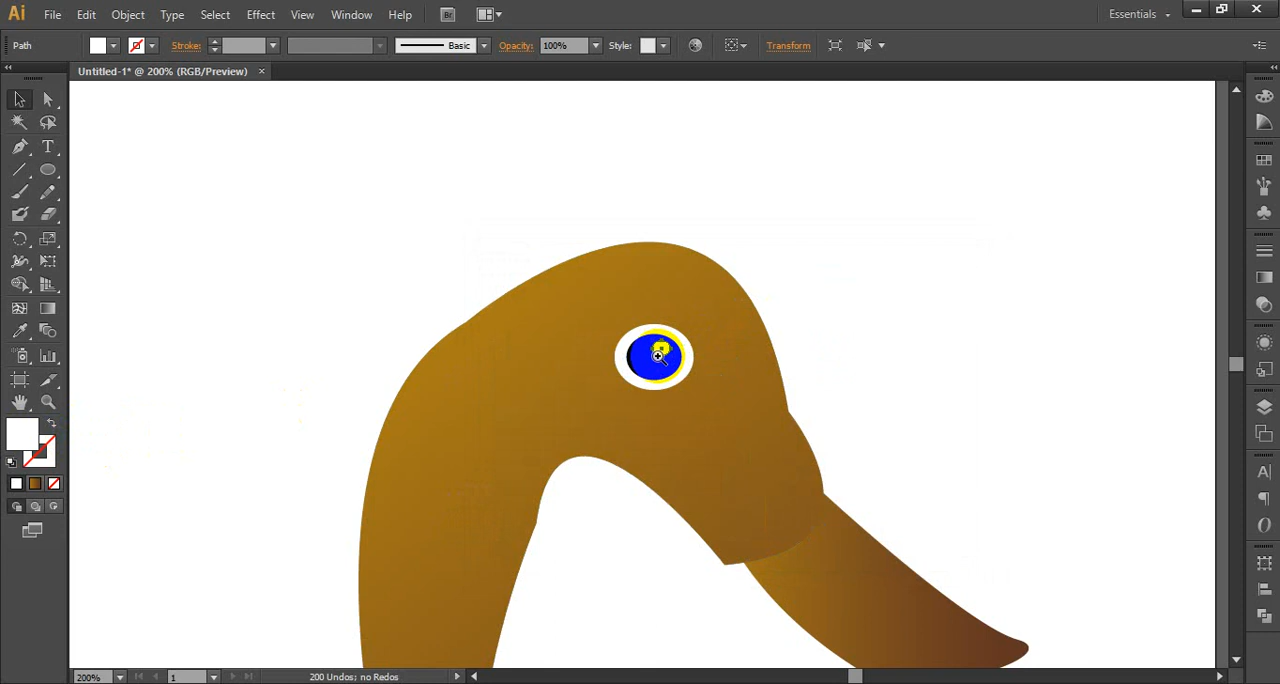 Ai File Edit Object Type Select Effect View Window Help Br Essentials
Path Stroke: Basic Opacity: 100% Style: Transform
Untitled-1* @ 200% (RGB/Preview) ×
200% 1 200 Undos; no Redos